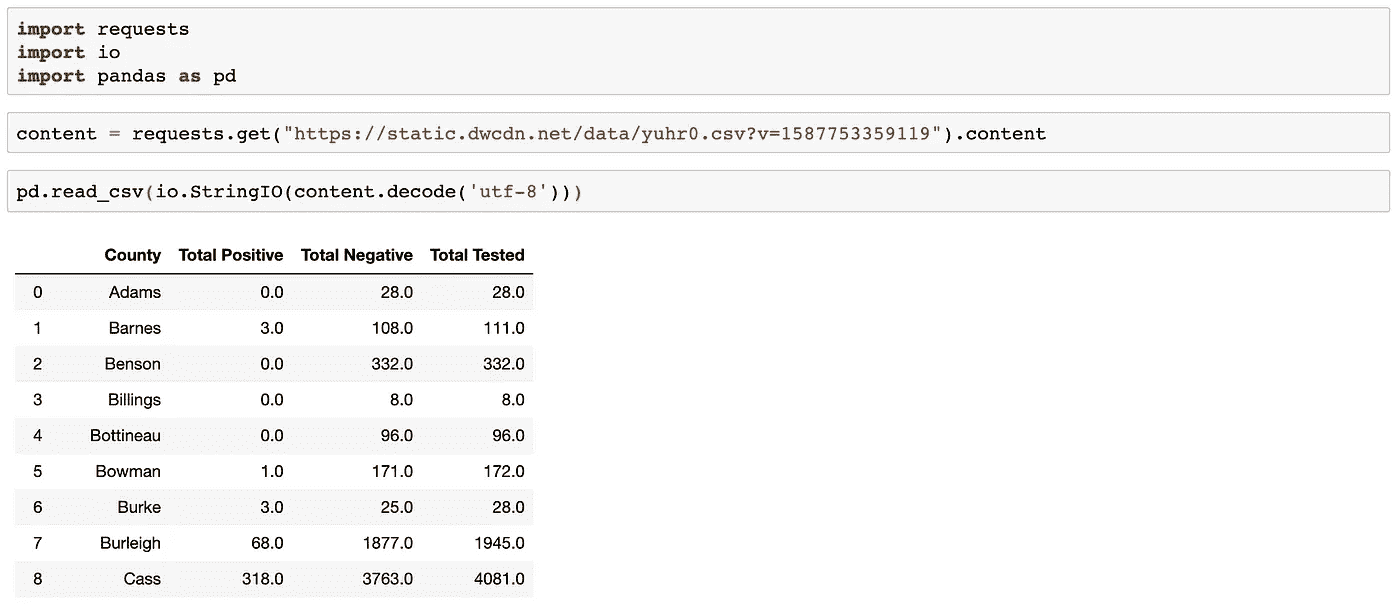 import requests
import io
import pandas as pd
content = requests.get("https://static.dwcdn.net/data/yuhr0.csv?v=1587753359119").content
pd.read_csv(io.StringIO(content.decode('utf-8')))
County Total Positive Total Negative Total Tested
0 Adams 0.0 28.0 28.0
1 Barnes 3.0 108.0 111.0
2 Benson 0.0 332.0 332.0
3 Billings 0.0 8.0 8.0
4 Bottineau 0.0 96.0 96.0
5 Bowman 1.0 171.0 172.0
6 Burke 3.0 25.0 28.0
7 Burleigh 68.0 1877.0 1945.0
8 Cass 318.0 3763.0 4081.0